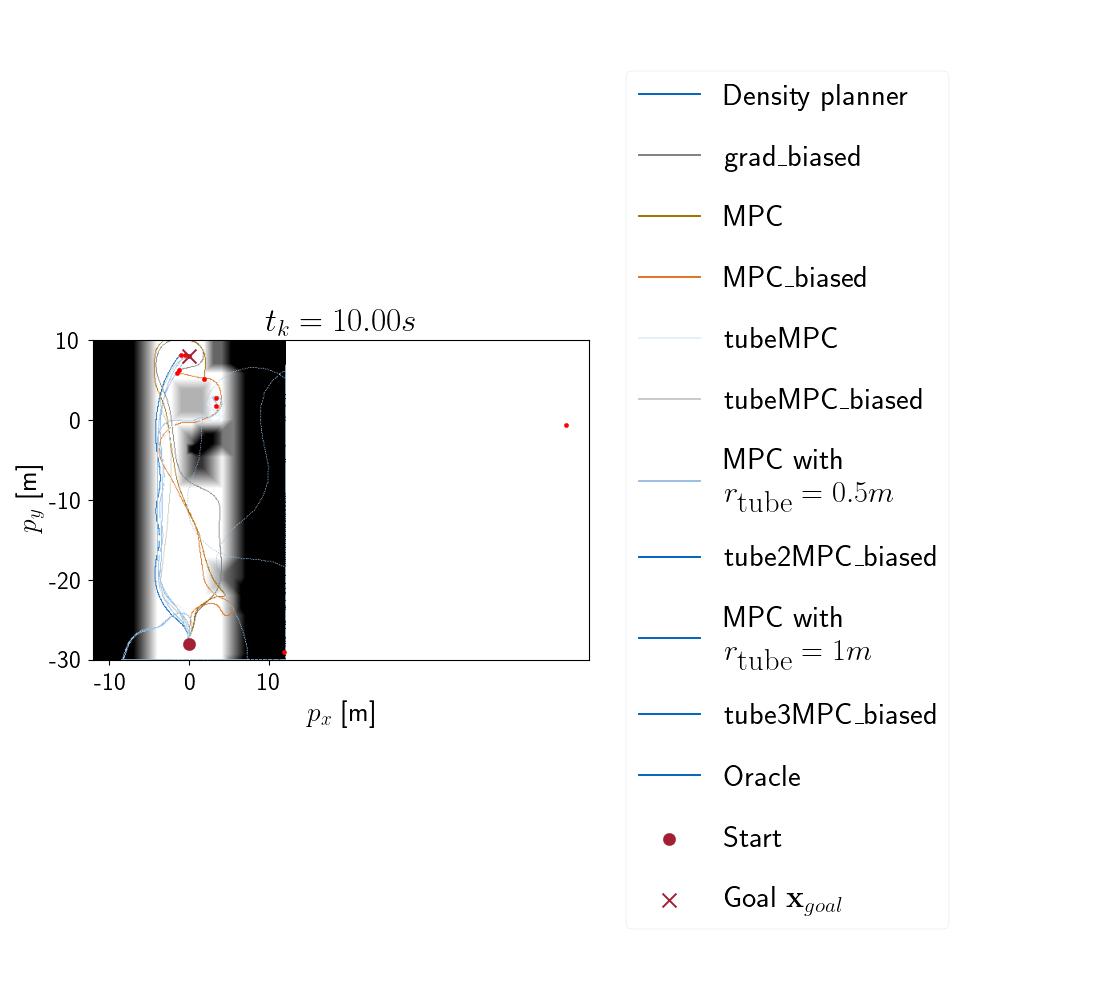 t_k = 10.00s
10
0
-10
-20
-30
-10 0 10
p_x [m]
p_y [m]
Density planner
grad_biased
MPC
MPC_biased
tubeMPC
tubeMPC_biased
MPC with
r_tube = 0.5m
tube2MPC_biased
MPC with
r_tube = 1m
tube3MPC_biased
Oracle
Start
Goal x_goal